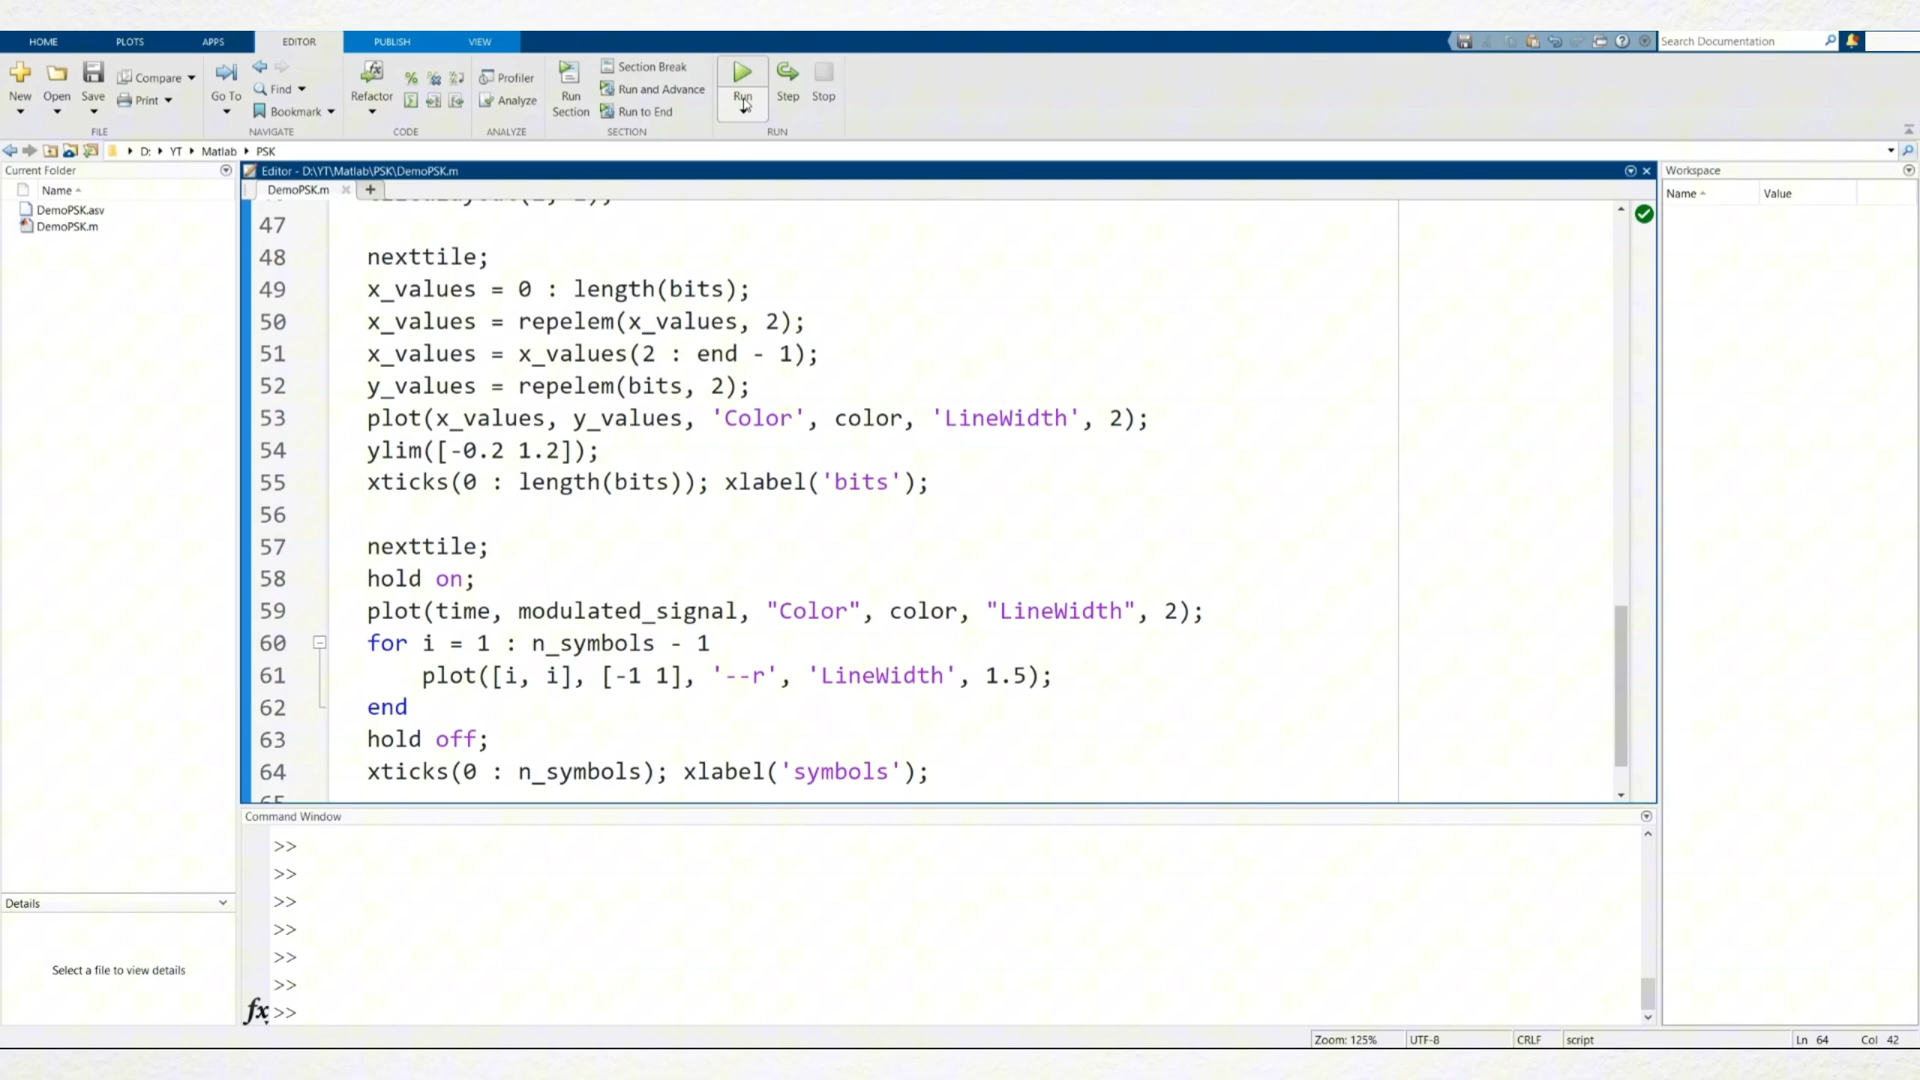 HOME PLOTS APPS EDITOR PUBLISH VIEW Search Documentation
New Open Save Compare Print
FILE
Go To Find Bookmark
NAVIGATE
Refactor
CODE
Profiler
Analyze
ANALYZE
Run Section
Section Break
Run and Advance
Run to End
SECTION
Run Step Stop
RUN
D: YT Matlab PSK
Current Folder
Name
DemoPSK.asv
DemoPSK.m
Details
Select a file to view details
Editor - D:\YT\Matlab\PSK\DemoPSK.m
DemoPSK.m
47
48 nexttile;
49 x_values = 0 : length(bits);
50 x_values = repelem(x_values, 2);
51 x_values = x_values(2 : end - 1);
52 y_values = repelem(bits, 2);
53 plot(x_values, y_values, 'Color', color, 'LineWidth', 2);
54 ylim([-0.2 1.2]);
55 xticks(0 : length(bits)); xlabel('bits');
56
57 nexttile;
58 hold on;
59 plot(time, modulated_signal, "Color", color, "LineWidth", 2);
60 for i = 1 : n_symbols - 1
61 plot([i, i], [-1 1], '--r', 'LineWidth', 1.5);
62 end
63 hold off;
64 xticks(0 : n_symbols); xlabel('symbols');
Command Window
>>
>>
>>
>>
>>
>>
fx >>
Workspace
Name Value
Zoom: 125% UTF-8 CRLF script Ln 64 Col 42